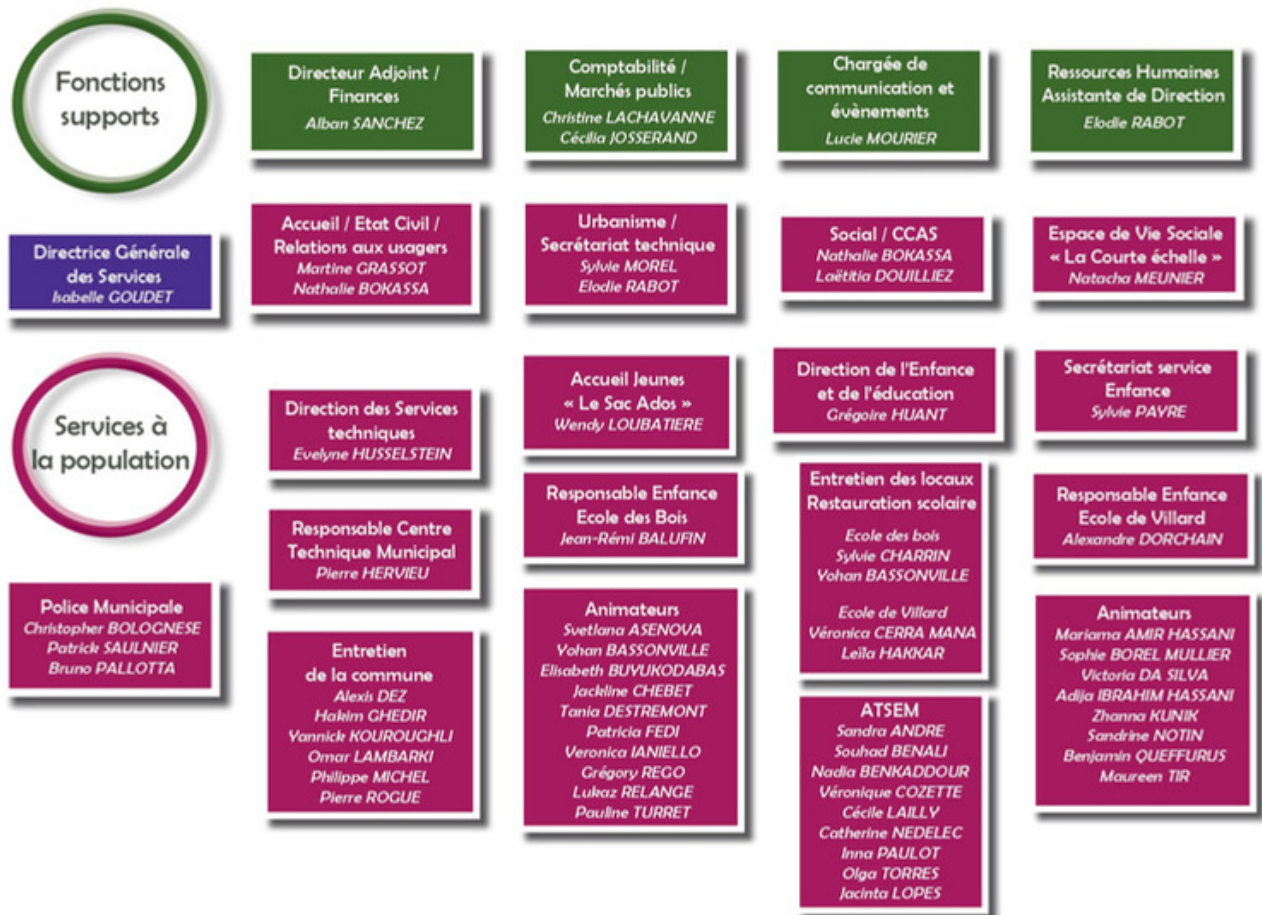 Fonctions
supports
Directeur Adjoint /
Finances
Alban SANCHEZ
Comptabilité /
Marchés publics
Christine LACHAVANNE
Cécilia JOSSERAND
Chargée de
communication et
évènements
Lucie MOURIER
Ressources Humaines
Assistante de Direction
Elodie RABOT
Directrice Générale
des Services
Isabelle GOUDET
Accueil / Etat Civil /
Relations aux usagers
Martine GRASSOT
Nathalie BOKASSA
Urbanisme /
Secrétariat technique
Sylvie MOREL
Elodie RABOT
Social / CCAS
Nathalie BOKASSA
Laëtitia DOUILLIEZ
Espace de Vie Sociale
« La Courte échelle »
Natacha MEUNIER
Services à
la population
Direction des Services
techniques
Evelyne HUSSELSTEIN
Accueil Jeunes
« Le Sac Ados »
Wendy LOUBATIERE
Direction de l'Enfance
et de l'éducation
Grégoire HUANT
Secrétariat service
Enfance
Sylvie PAYRE
Responsable Centre
Technique Municipal
Pierre HERVIEU
Responsable Enfance
Ecole des Bois
Jean-Rémi BALUFIN
Entretien des locaux
Restauration scolaire
Ecole des bois
Sylvie CHARRIN
Yohan BASSONVILLE
Ecole de Villard
Véronica CERRA MANA
Leïla HAKKAR
Responsable Enfance
Ecole de Villard
Alexandre DORCHAIN
Police Municipale
Christopher BOLOGNESE
Patrick SAULNIER
Bruno PALLOTTA
Entretien
de la commune
Alexis DEZ
Hakim GHEDIR
Yannick KOUROUGHLI
Omar LAMBARKI
Philippe MICHEL
Pierre ROGUE
Animateurs
Svetlana ASENOVA
Yohan BASSONVILLE
Elisabeth BUYUKODABAS
Jackline CHEBET
Tania DESTREMONT
Patricia FEDI
Veronica IANIELLO
Grégory REGO
Lukaz RELANGE
Pauline TURRET
ATSEM
Sandra ANDRE
Souhad BENALI
Nadia BENKADDOUR
Véronique COZETTE
Cécile LAILLY
Catherine NEDELEC
Inna PAULOT
Olga TORRES
Jacinta LOPES
Animateurs
Mariama AMIR HASSANI
Sophie BOREL MULLIER
Victoria DA SILVA
Adija IBRAHIM HASSANI
Zhanna KUNIK
Sandrine NOTIN
Benjamin QUEFFURUS
Maureen TIR